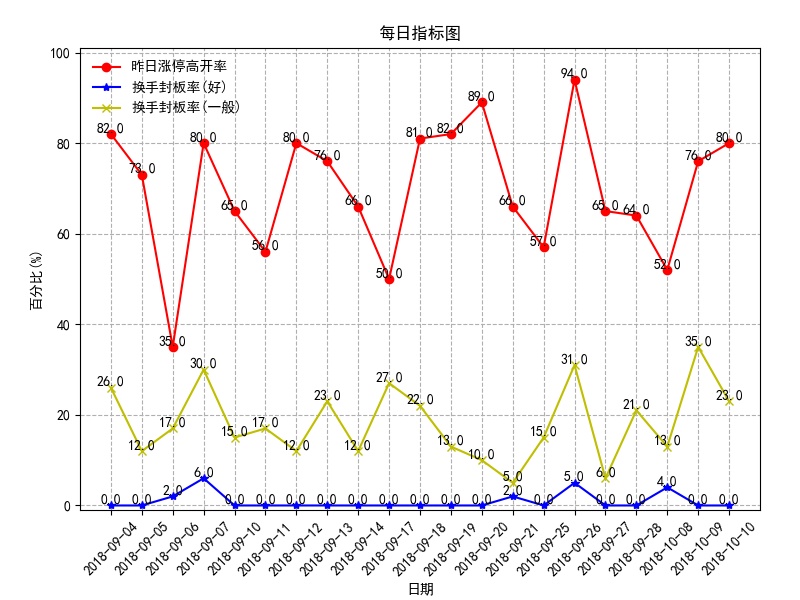 每日指标图
昨日涨停高开率
换手封板率(好)
换手封板率(一般)
百分比(%)
100
80
60
40
20
0
82.0 73.0 35.0 80.0 65.0 56.0 80.0 76.0 66.0 50.0 81.0 82.0 89.0 66.0 57.0 94.0 65.0 64.0 52.0 76.0 80.0
26.0 12.0 17.0 30.0 15.0 17.0 12.0 23.0 12.0 27.0 22.0 13.0 10.0 5.0 15.0 31.0 6.0 21.0 13.0 35.0 23.0
0.0 0.0 2.0 6.0 0.0 0.0 0.0 0.0 0.0 0.0 0.0 0.0 0.0 2.0 0.0 5.0 0.0 0.0 4.0 0.0 0.0
2018-09-04 2018-09-05 2018-09-06 2018-09-07 2018-09-10 2018-09-11 2018-09-12 2018-09-13 2018-09-14 2018-09-17 2018-09-18 2018-09-19 2018-09-20 2018-09-21 2018-09-25 2018-09-26 2018-09-27 2018-09-28 2018-10-08 2018-10-09 2018-10-10
日期